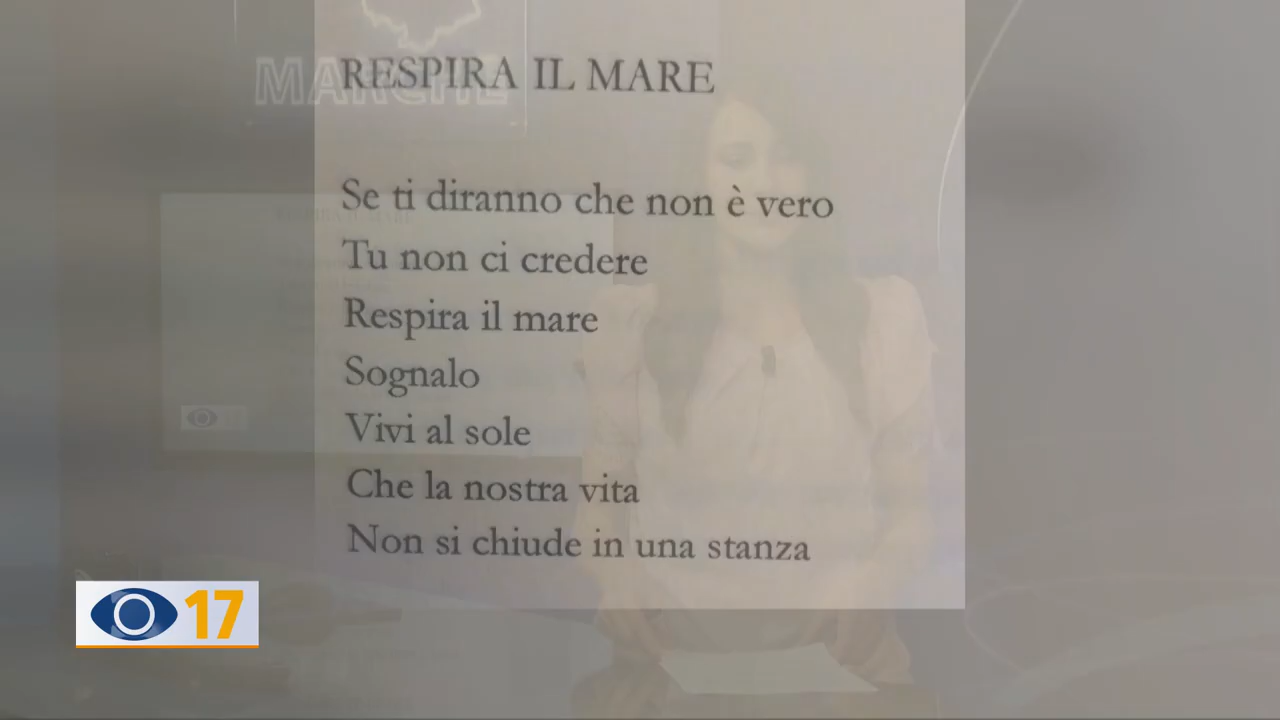 MARCHE
RESPIRA IL MARE
Se ti diranno che non è vero
Tu non ci credere
Respira il mare
Sognalo
Vivi al sole
Che la nostra vita
Non si chiude in una stanza
17